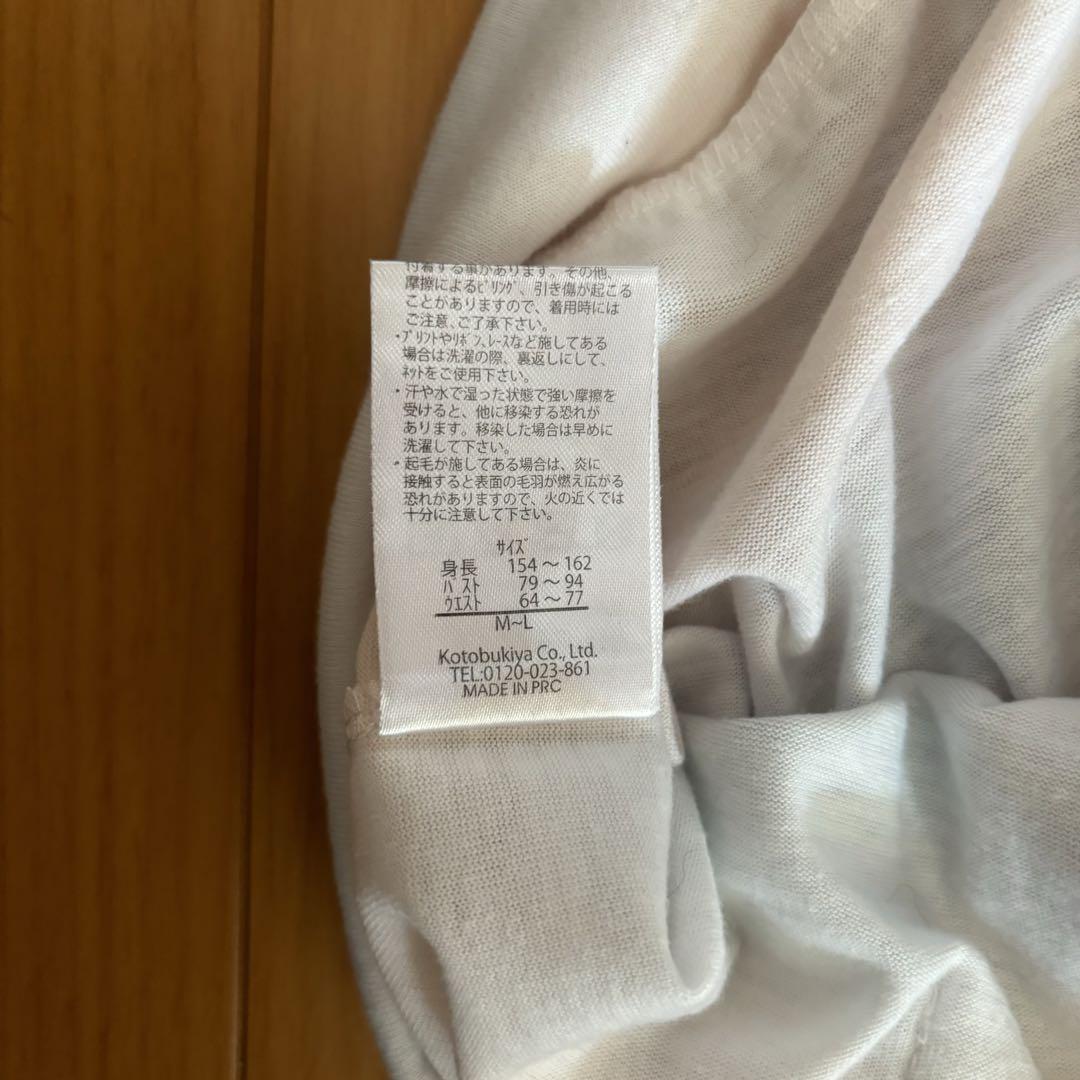 付着する事があります。その他、
摩擦によるピリング、引き傷が起こる
ことがありますので、着用時には
ご注意、ご了承下さい。
・プリントやリボン、レースなど施してある
場合は洗濯の際、裏返しにして、
ネットをご使用下さい。
・汗や水で湿った状態で強い摩擦を
受けると、他に移染する恐れが
あります。移染した場合は早めに
洗濯して下さい。
・起毛が施してある場合は、炎に
接触すると表面の毛羽が燃え広がる
恐れがありますので、火の近くでは
十分に注意して下さい。
サイズ
身長 154～162
バスト 79～94
ウエスト 64～77
M~L
Kotobukiya Co., Ltd.
TEL:0120-023-861
MADE IN PRC